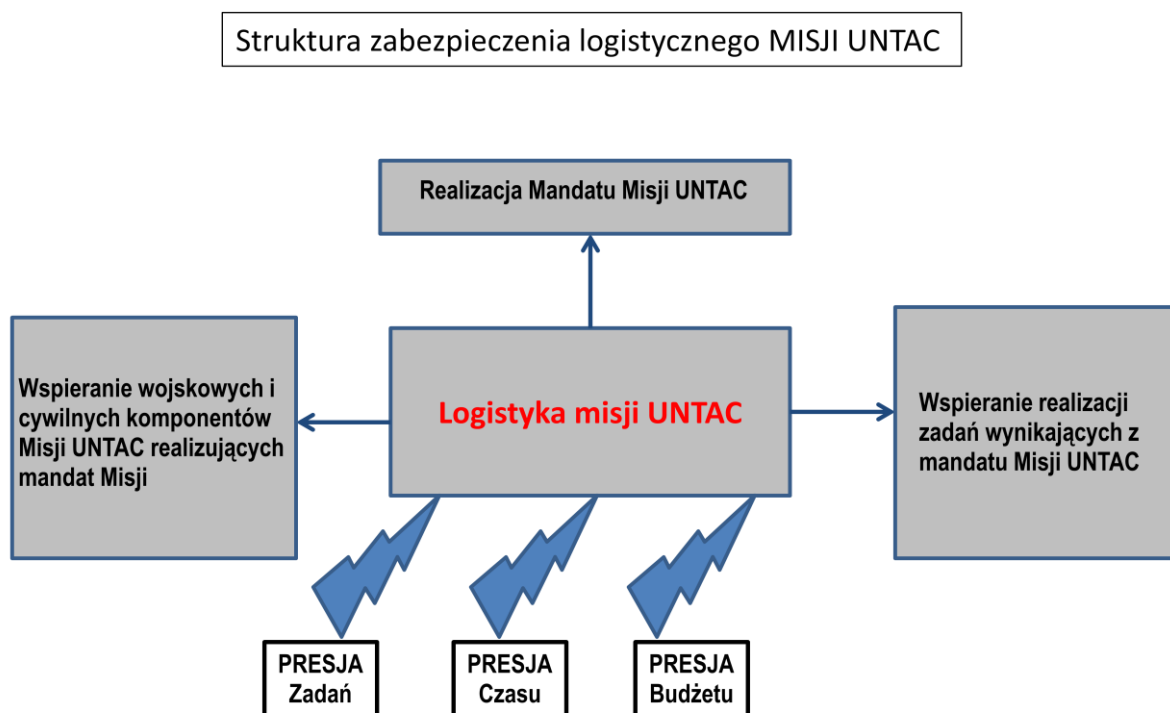 Struktura zabezpieczenia logistycznego MISJI UNTAC
Realizacja Mandatu Misji UNTAC
Wspieranie wojskowych i
cywilnych komponentów
Misji UNTAC realizujących
mandat Misji
Logistyka misji UNTAC
Wspieranie realizacji
zadań wynikających z
mandatu Misji UNTAC
PRESJA
Zadań
PRESJA
Czasu
PRESJA
Budżetu